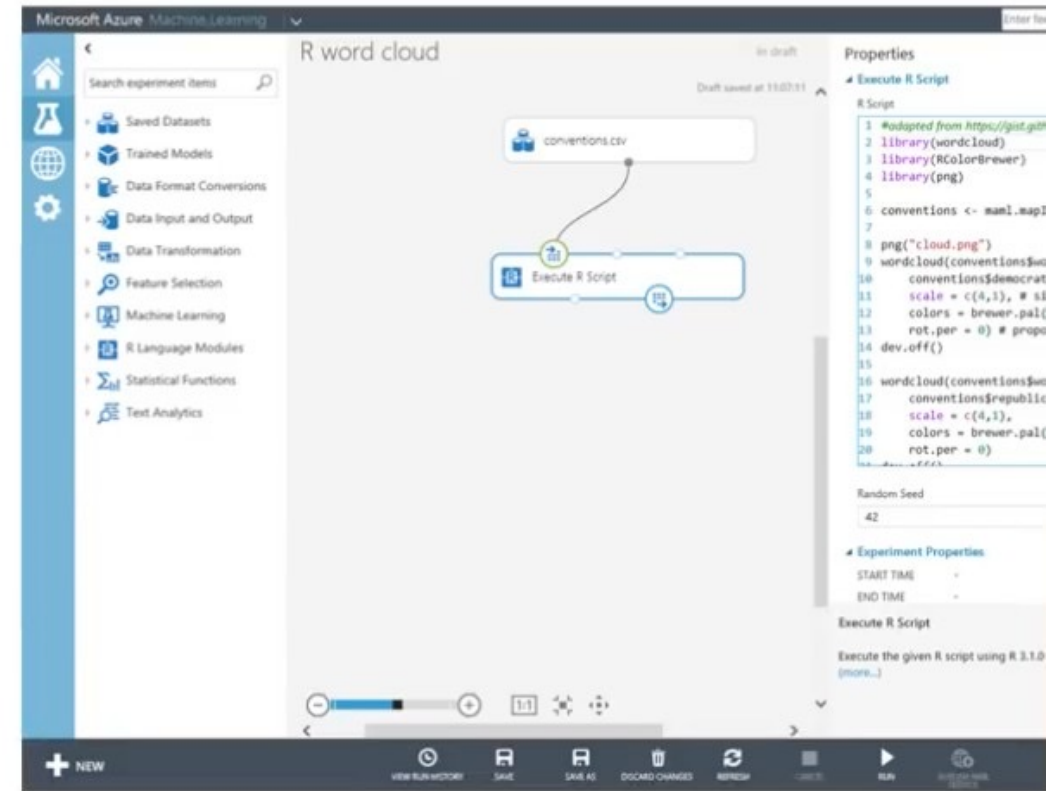 Microsoft Azure Machine Learning
Enter fee
Search experiment items
Saved Datasets
Trained Models
Data Format Conversions
Data Input and Output
Data Transformation
Feature Selection
Machine Learning
R Language Modules
Statistical Functions
Text Analytics
R word cloud
In draft
Draft saved at 11:07:11
conventions.csv
Execute R Script
Properties
Execute R Script
R Script
1 #adapted from https://gist.gith
2 library(wordcloud)
3 library(RColorBrewer)
4 library(png)
5
6 conventions <- maml.mapI
7
8 png("cloud.png")
9 wordcloud(conventions$wo
10 conventions$democrat
11 scale = c(4,1), # si
12 colors = brewer.pal(
13 rot.per = 0) # propo
14 dev.off()
15
16 wordcloud(conventions$wo
17 conventions$republic
18 scale = c(4,1),
19 colors = brewer.pal(
20 rot.per = 0)
Random Seed
42
Experiment Properties
START TIME -
END TIME -
Execute R Script
Execute the given R script using R 3.1.0
(more...)
1:1
NEW
VIEW RUN HISTORY
SAVE
SAVE AS
DISCARD CHANGES
REFRESH
CANCEL
RUN